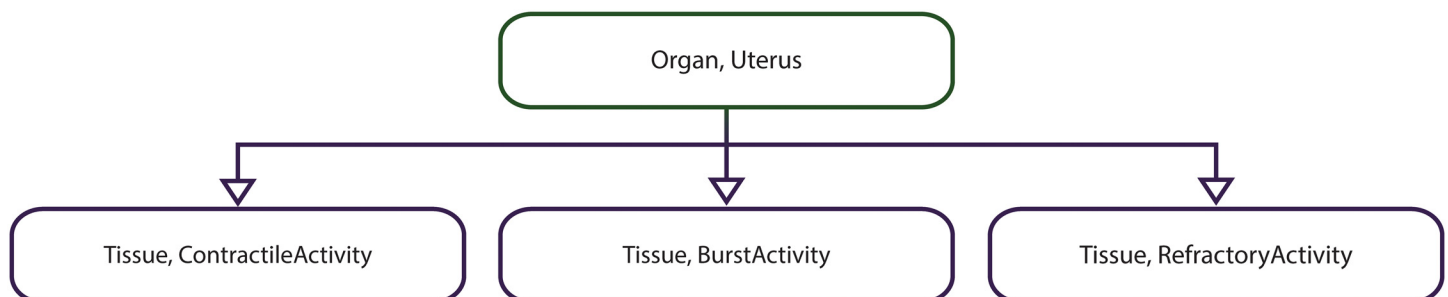 Organ, Uterus
Tissue, ContractileActivity
Tissue, BurstActivity
Tissue, RefractoryActivity